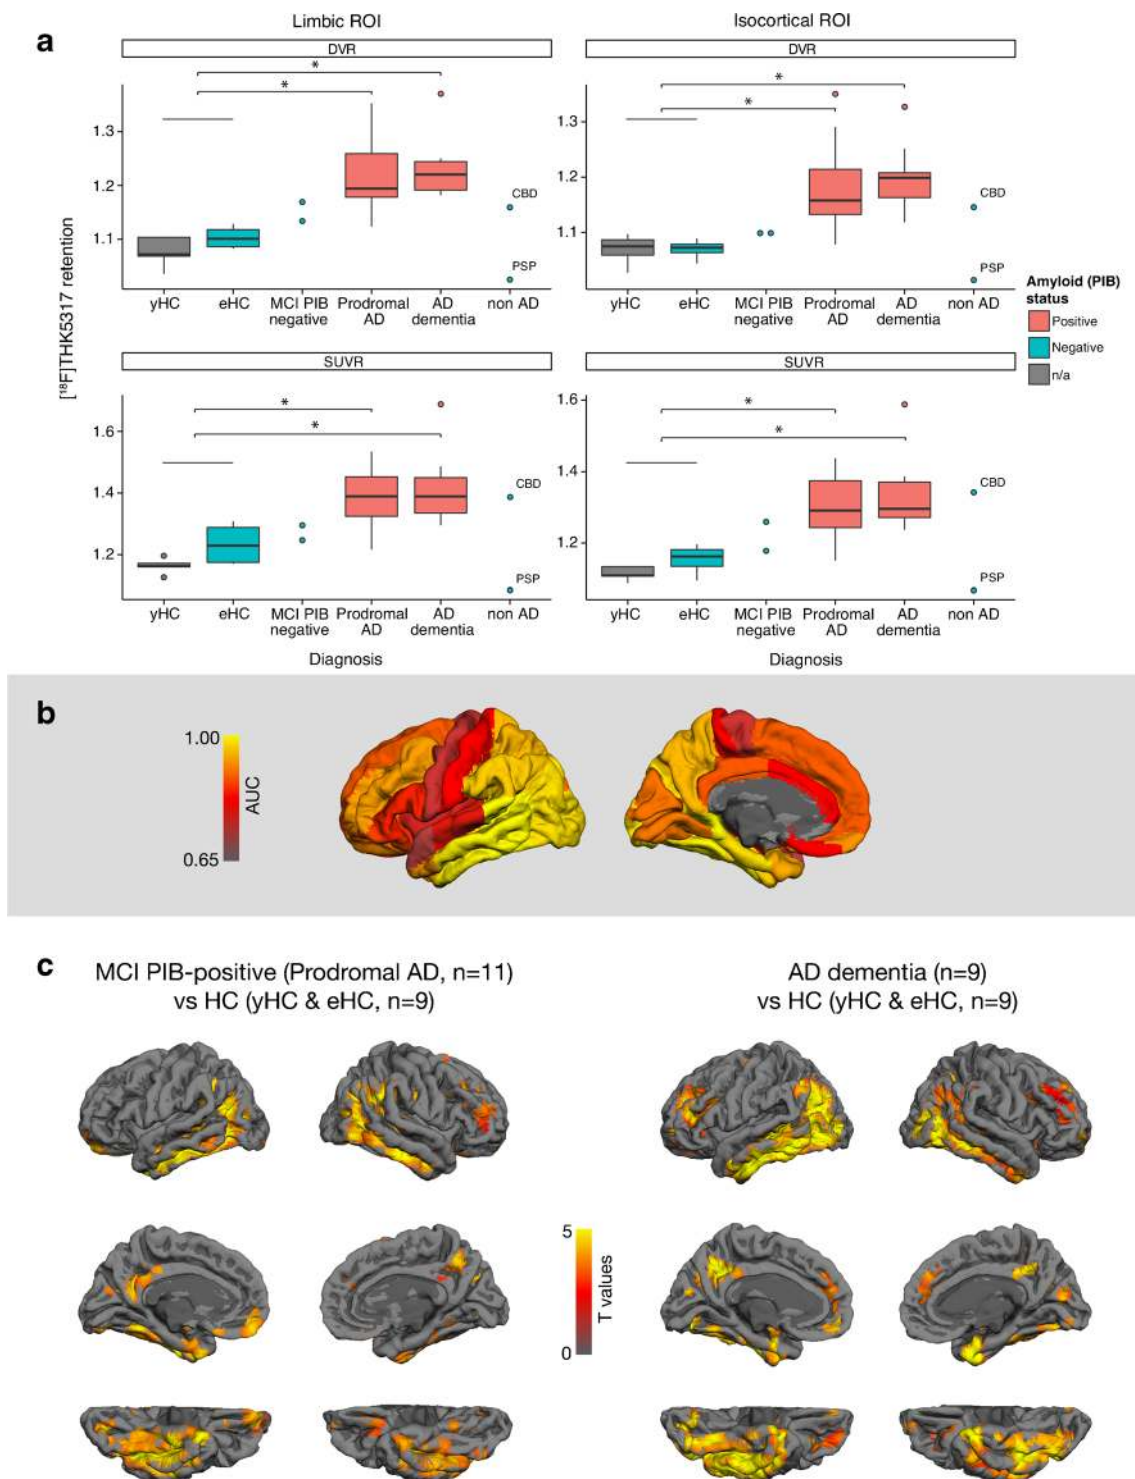 Limbic ROI
Isocortical ROI
a
DVR
DVR
*
*
*
*
1.3
1.2
1.1
1.3
1.2
1.1
CBD
PSP
CBD
PSP
[¹⁸F]THK5317 retention
yHC
eHC
MCI PIB
negative
Prodromal
AD
AD
dementia
non AD
yHC
eHC
MCI PIB
negative
Prodromal
AD
AD
dementia
non AD
Amyloid (PIB)
status
Positive
Negative
n/a
SUVR
SUVR
*
*
*
*
1.6
1.4
1.2
1.6
1.4
1.2
CBD
PSP
CBD
PSP
yHC
eHC
MCI PIB
negative
Prodromal
AD
AD
dementia
non AD
yHC
eHC
MCI PIB
negative
Prodromal
AD
AD
dementia
non AD
Diagnosis
Diagnosis
b
1.00
AUC
0.65
c
MCI PIB-positive (Prodromal AD, n=11)
vs HC (yHC & eHC, n=9)
AD dementia (n=9)
vs HC (yHC & eHC, n=9)
5
T values
0